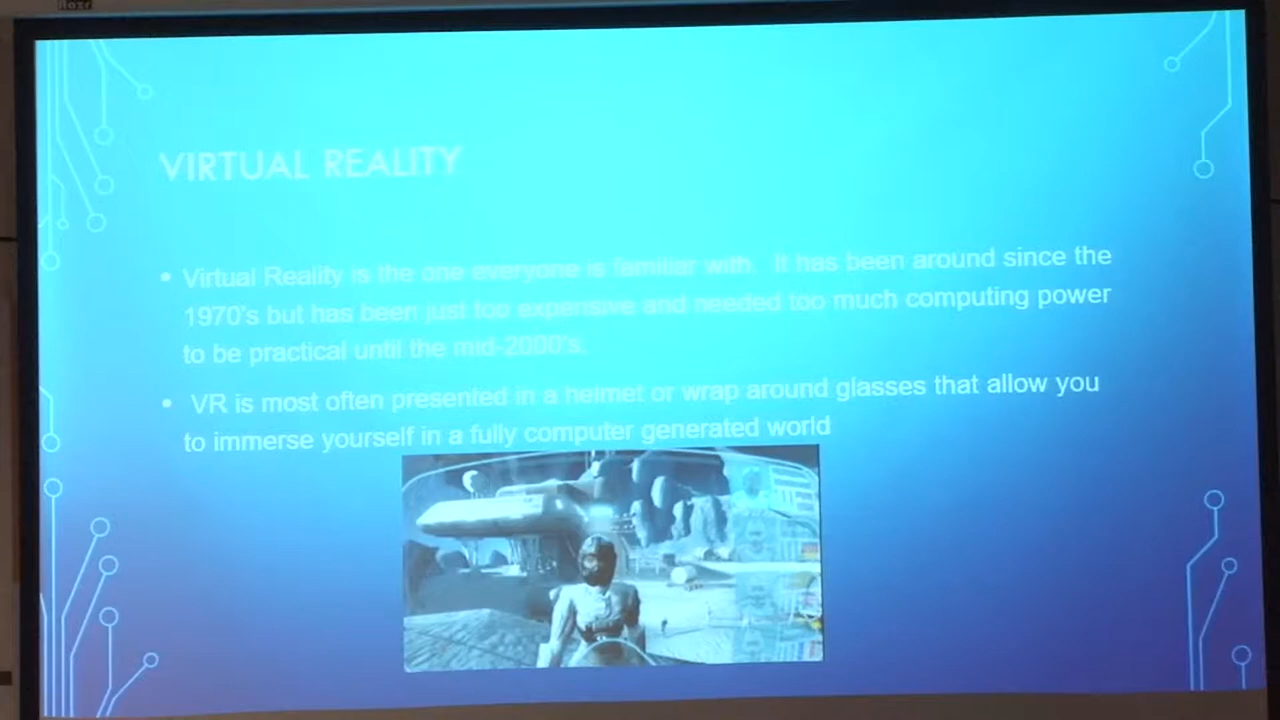 VIRTUAL REALITY
• Virtual Reality is the one everyone is familiar with. It has been around since the
1970's but has been just too expensive and needed too much computing power
to be practical until the mid-2000's.
• VR is most often presented in a helmet or wrap around glasses that allow you
to immerse yourself in a fully computer generated world